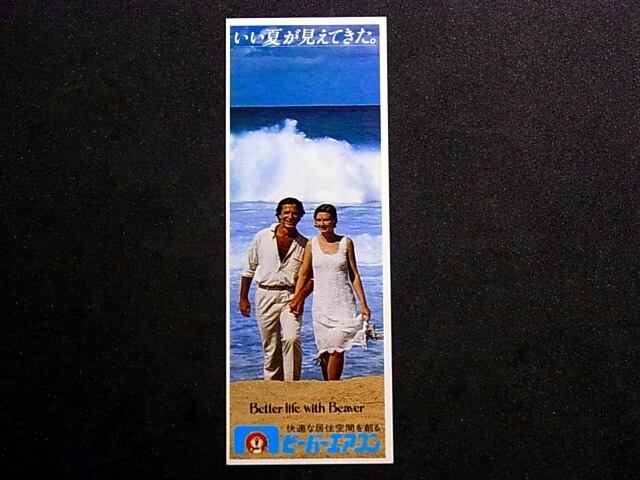 いい夏が見えてきた。
Better life with Beaver
快適な居住空間を創る
ビーバーエアコン